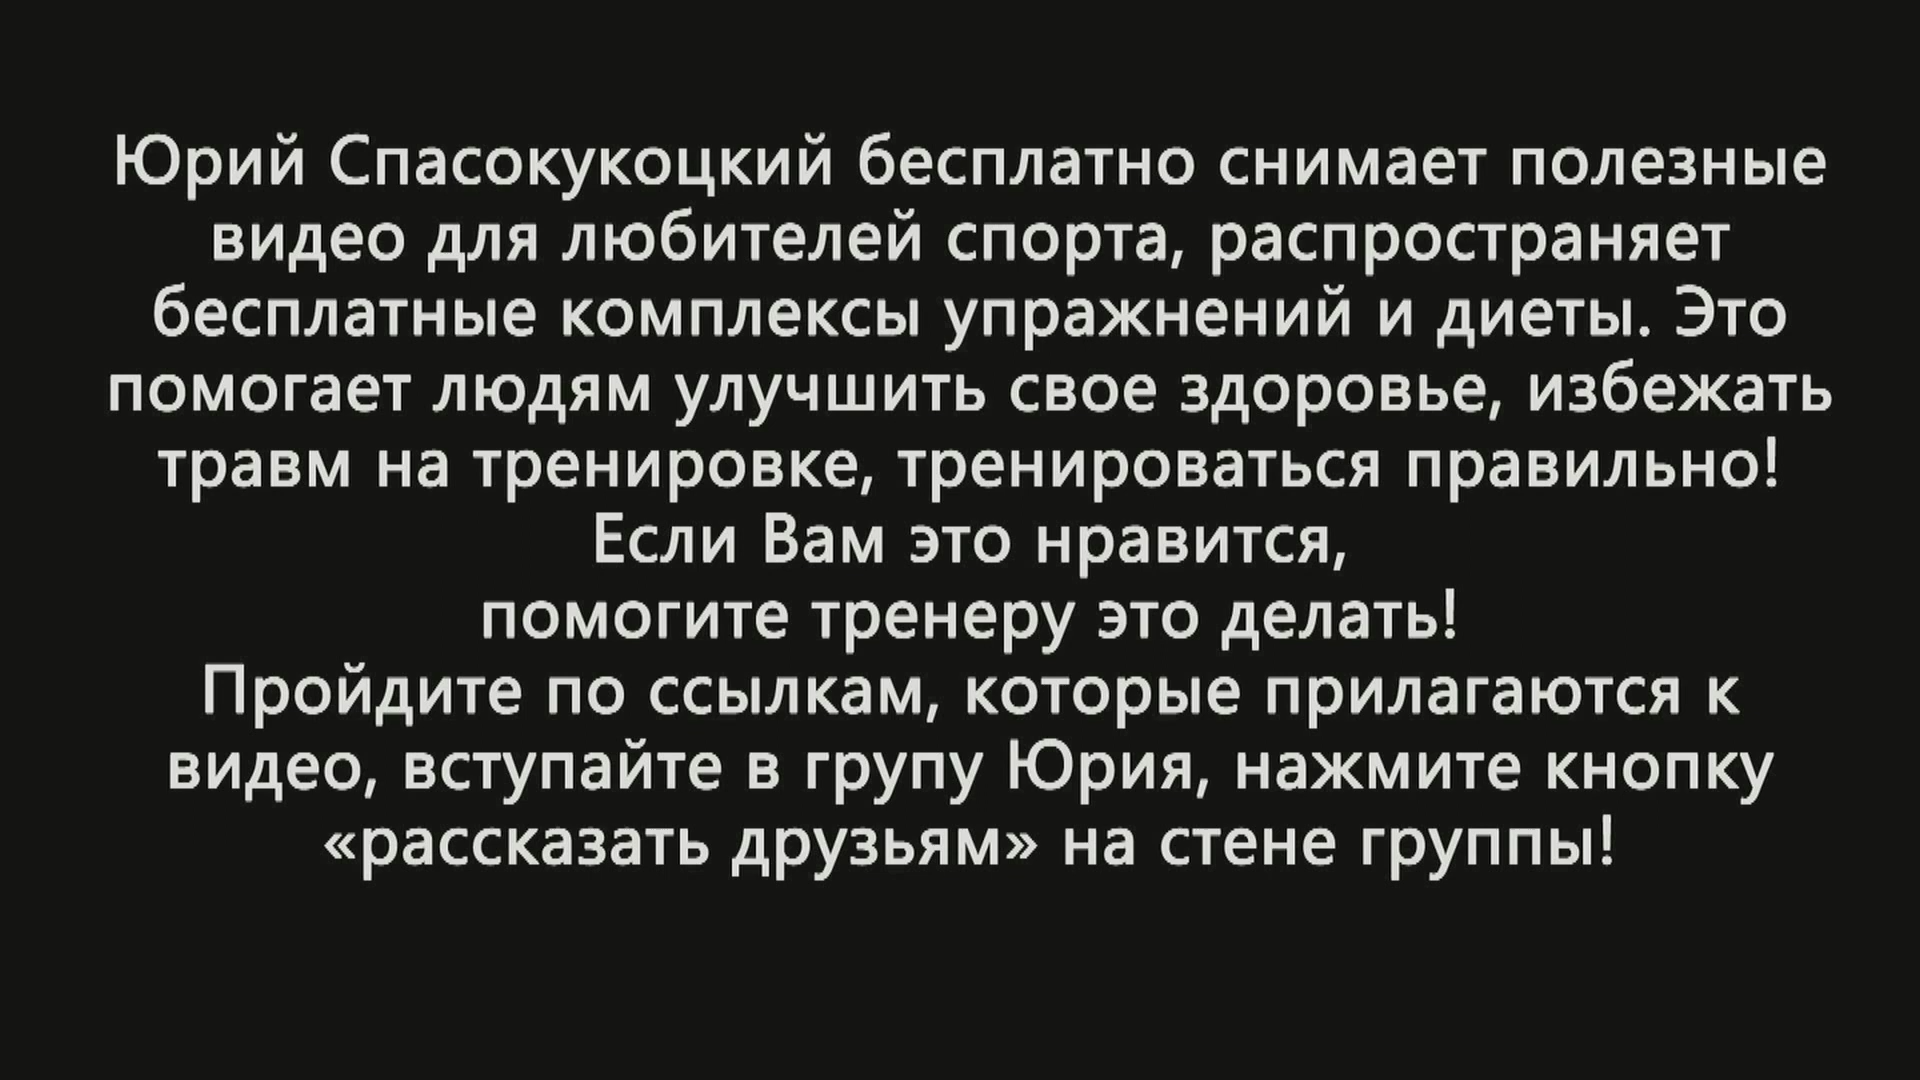 Юрий Спасокукоцкий бесплатно снимает полезные
видео для любителей спорта, распространяет
бесплатные комплексы упражнений и диеты. Это
помогает людям улучшить свое здоровье, избежать
травм на тренировке, тренироваться правильно!
Если Вам это нравится,
помогите тренеру это делать!
Пройдите по ссылкам, которые прилагаются к
видео, вступайте в групу Юрия, нажмите кнопку
«рассказать друзьям» на стене группы!